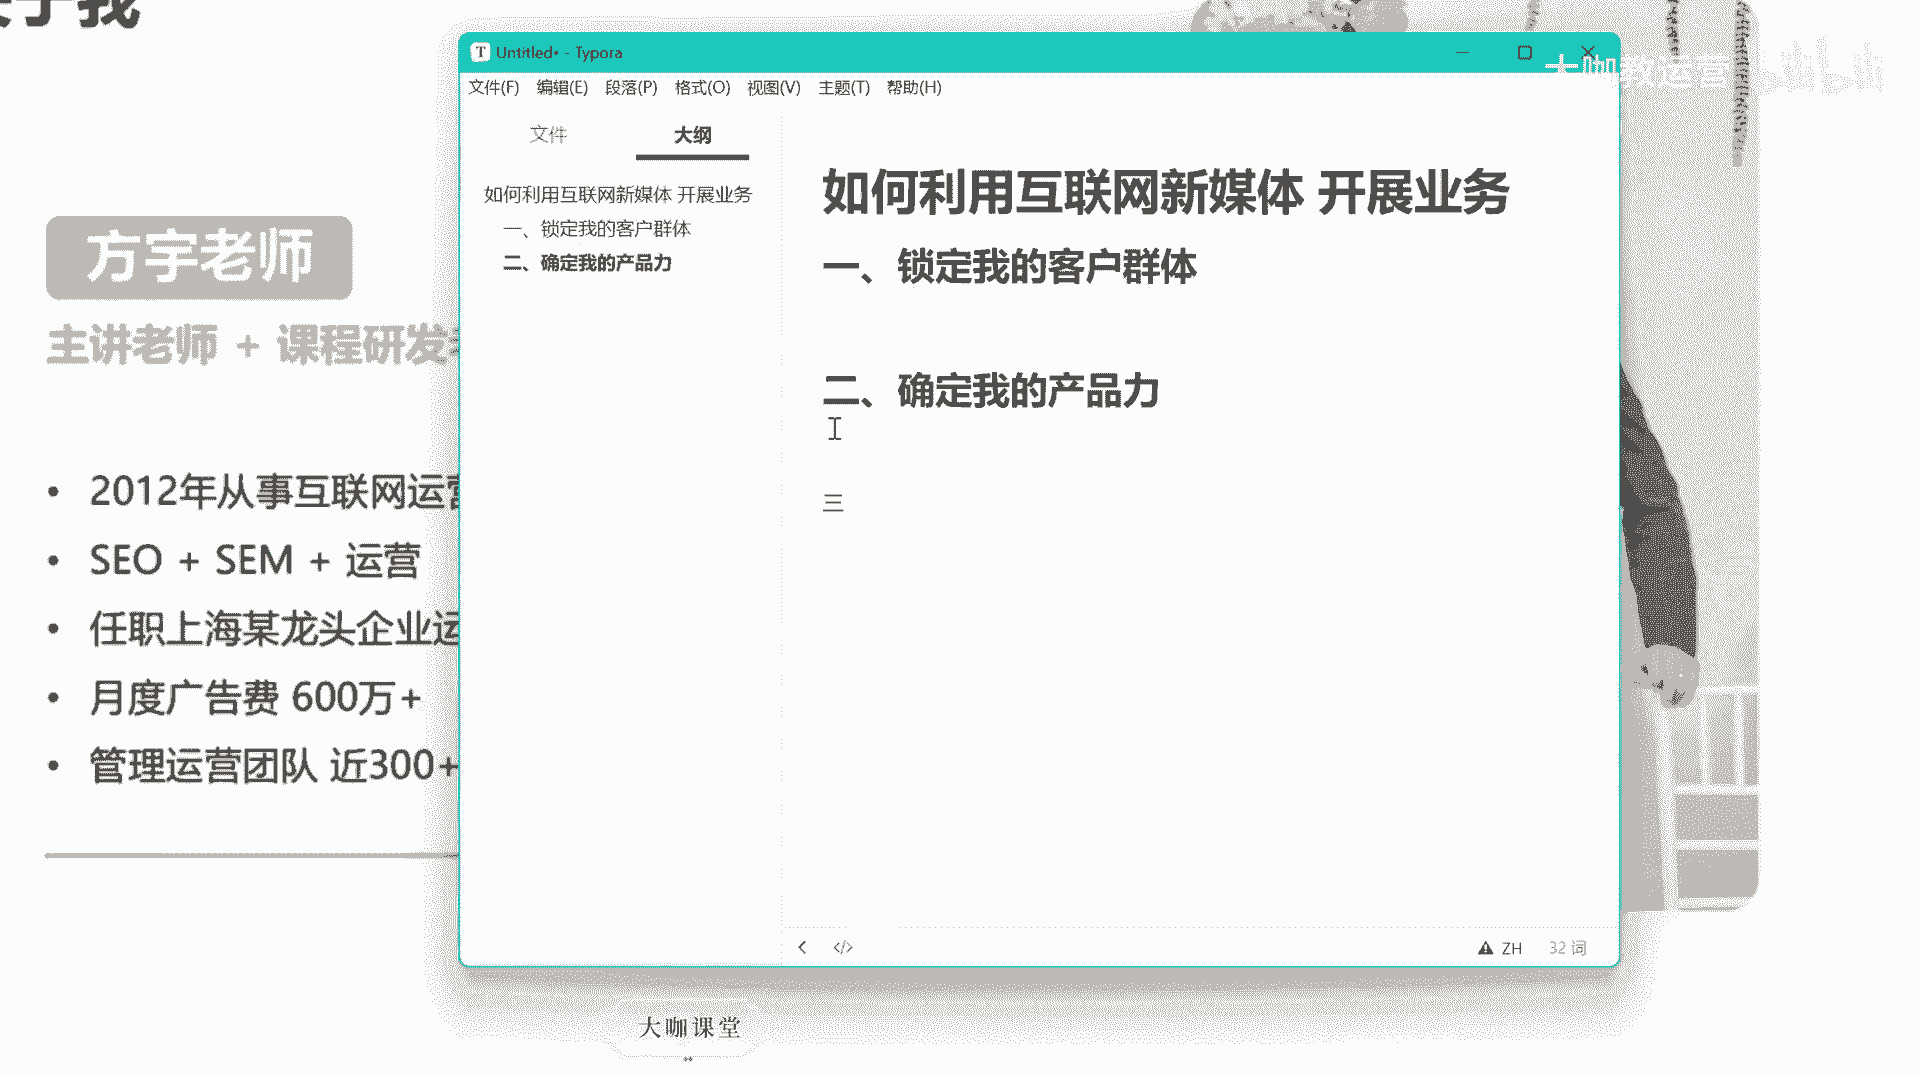 于我
方宇老师
主讲老师 + 课程研发
2012年从事互联网运营
SEO + SEM + 运营
任职上海某龙头企业运
月度广告费 600万+
管理运营团队 近300+
Untitled• - Typora
大咖教运营
文件(F) 编辑(E) 段落(P) 格式(O) 视图(V) 主题(T) 帮助(H)
文件 大纲
如何利用互联网新媒体 开展业务
一、锁定我的客户群体
二、确定我的产品力
如何利用互联网新媒体 开展业务
一、锁定我的客户群体
二、确定我的产品力
三
ZH 32 词
大咖课堂